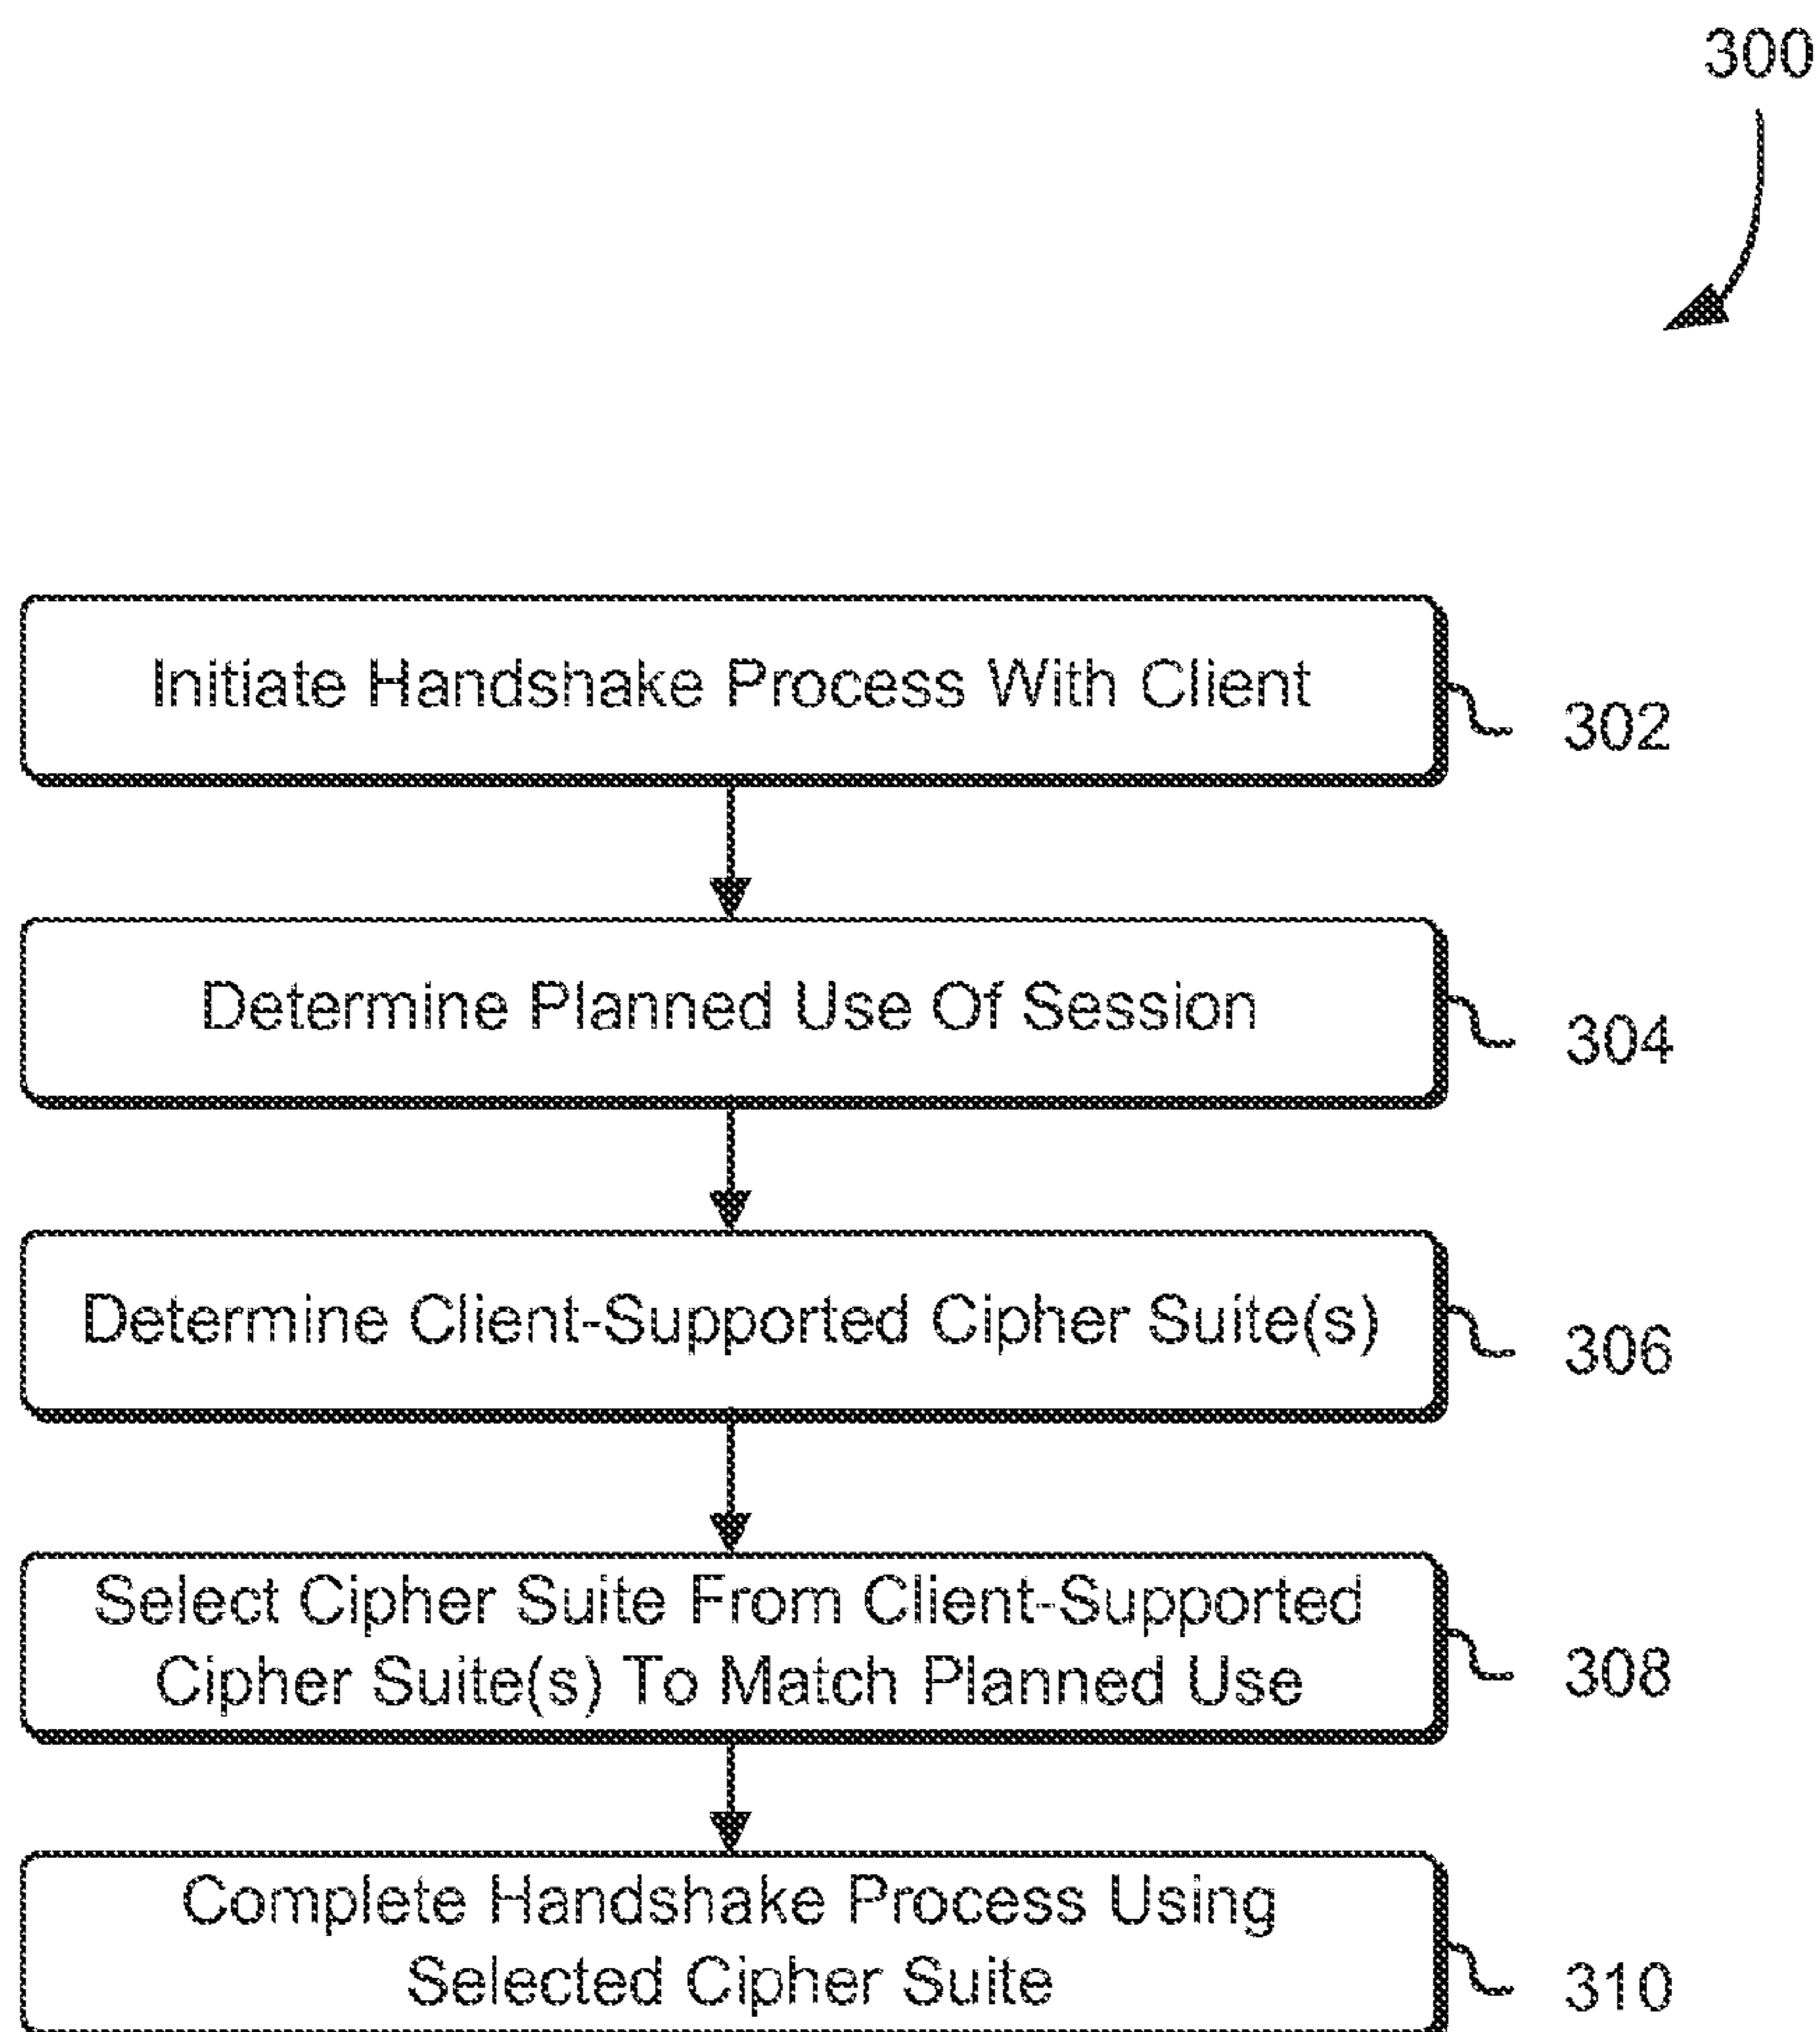 300
Initiate Handshake Process With Client
302
Determine Planned Use Of Session
304
Determine Client-Supported Cipher Suite(s)
306
Select Cipher Suite From Client-Supported
Cipher Suite(s) To Match Planned Use
308
Complete Handshake Process Using
Selected Cipher Suite
310